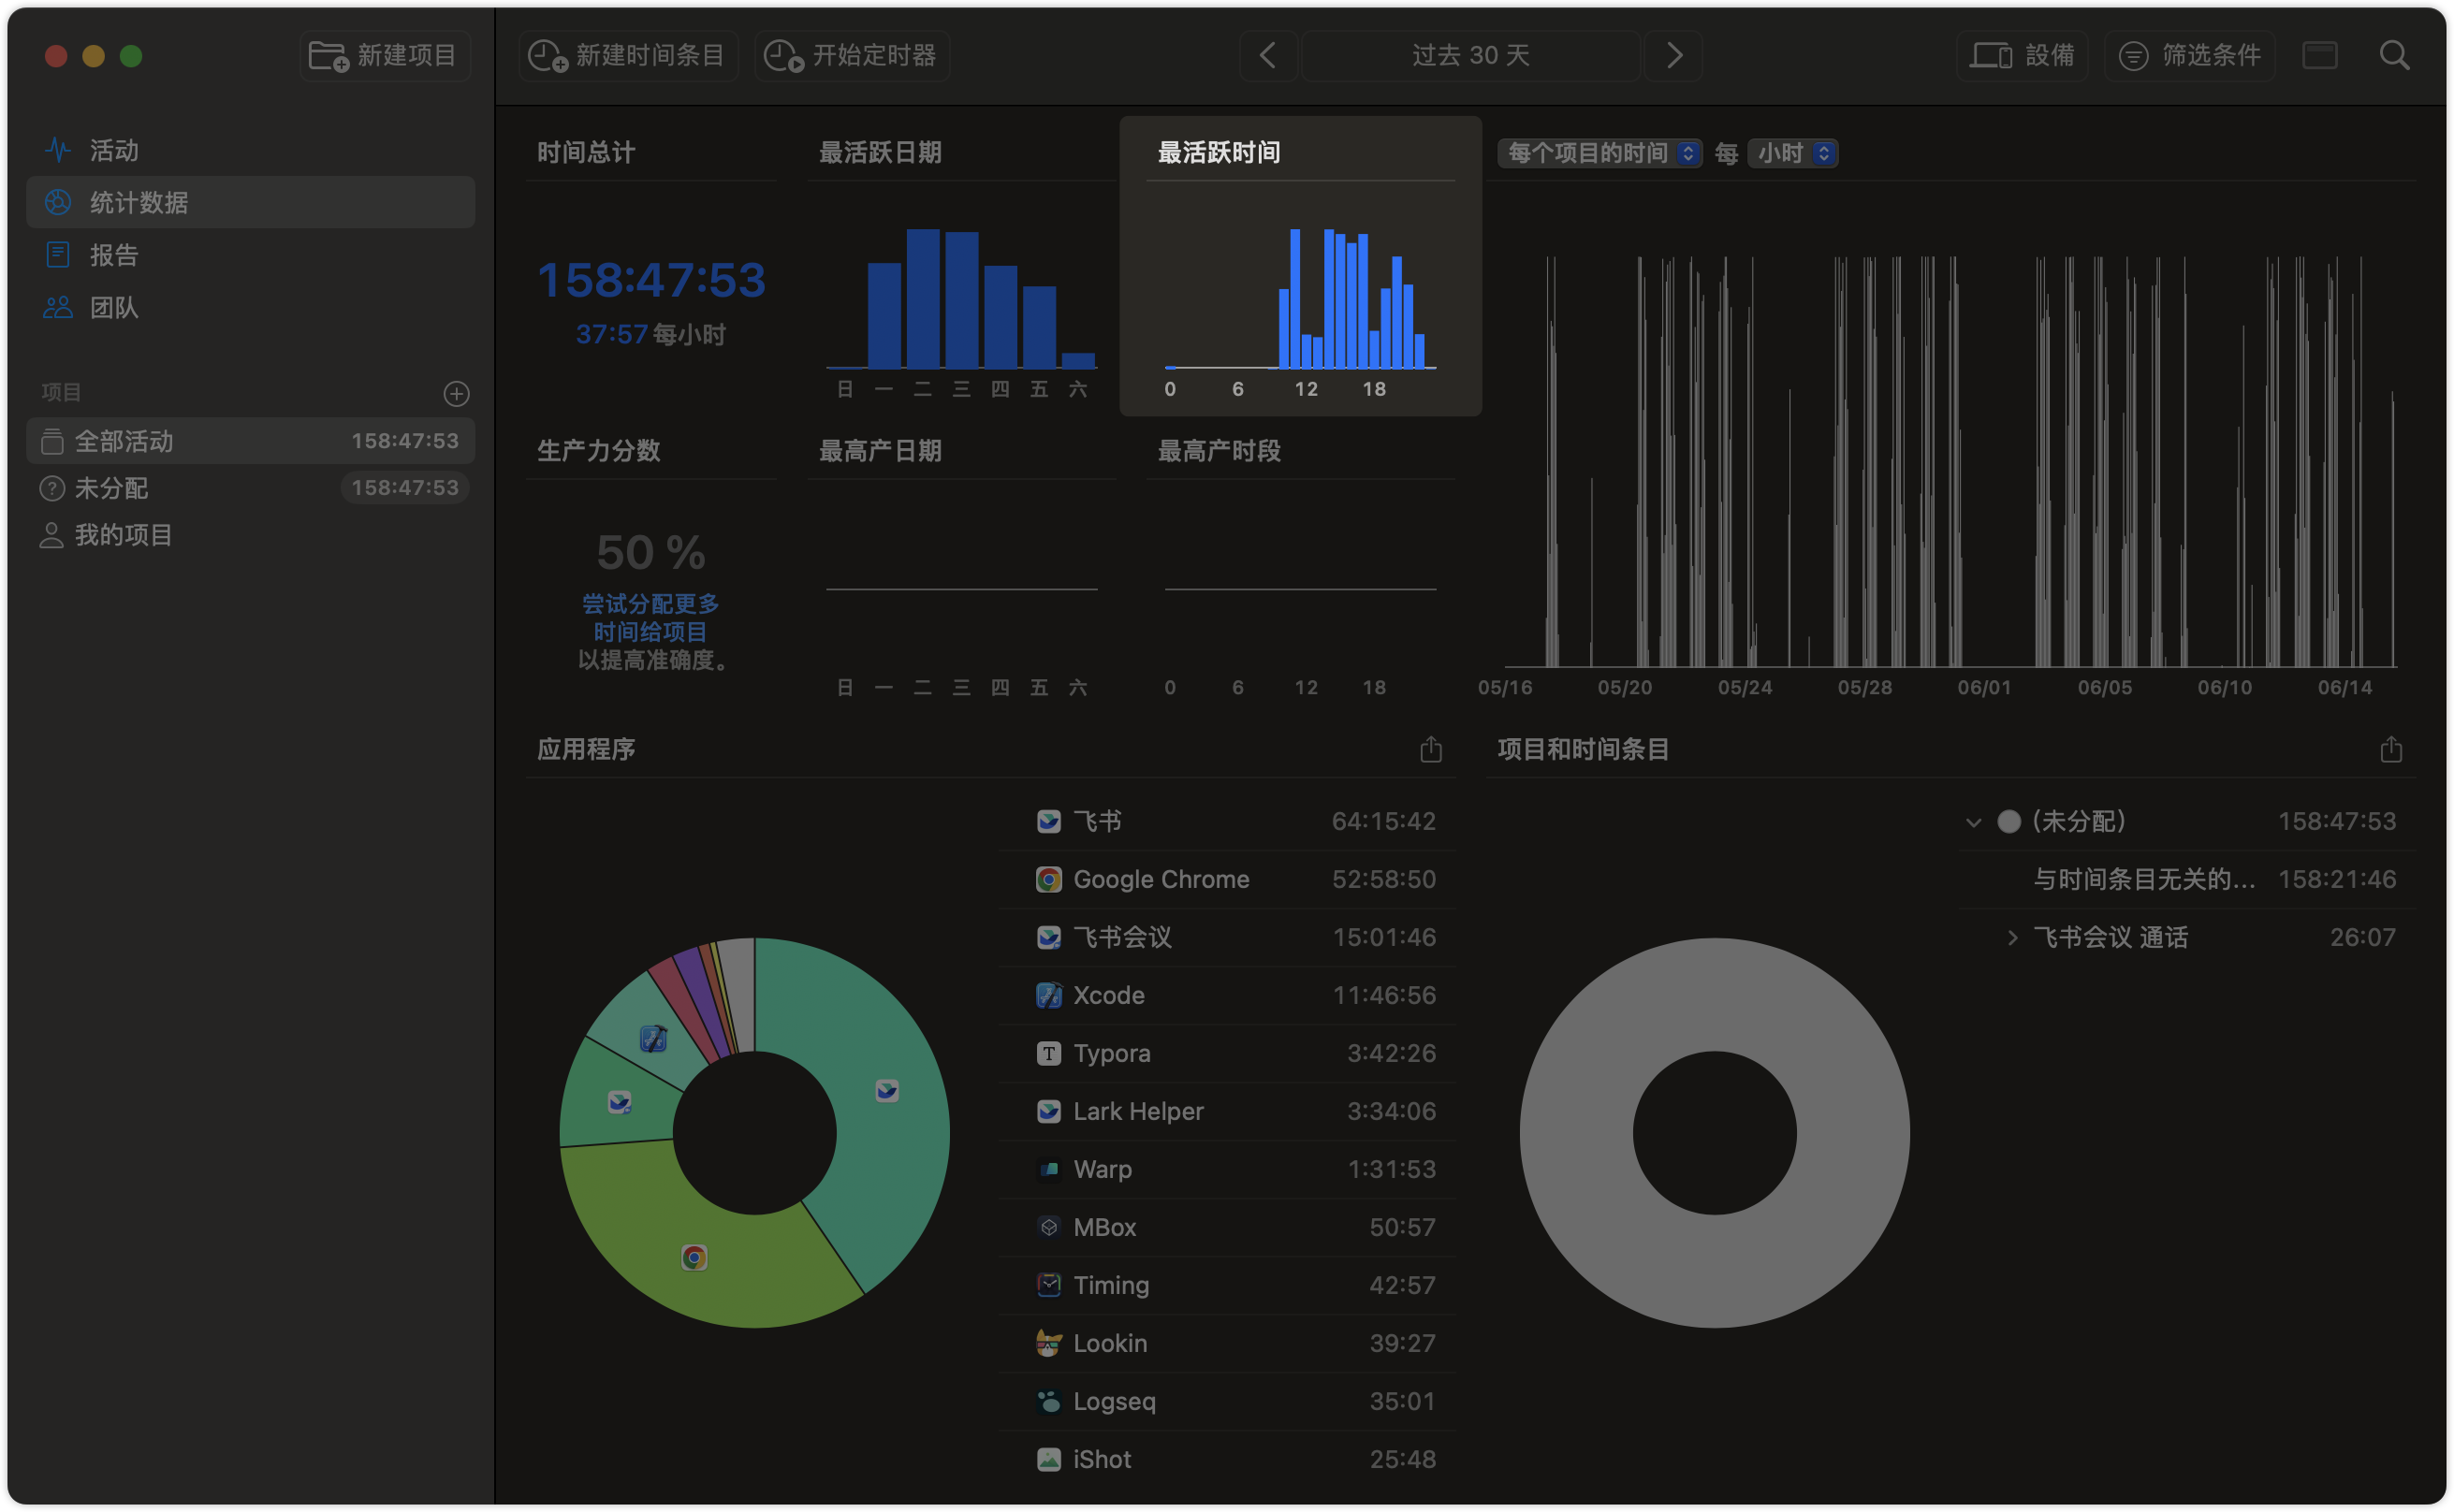 新建项目
新建时间条目
开始定时器
过去 30 天
設備
筛选条件
活动
统计数据
报告
团队
项目
全部活动 158:47:53
未分配 158:47:53
我的项目
时间总计
158:47:53
37:57 每小时
最活跃日期
日 一 二 三 四 五 六
最活跃时间
0 6 12 18
每个项目的时间 每 小时
05/16 05/20 05/24 05/28 06/01 06/05 06/10 06/14
生产力分数
50 %
尝试分配更多
时间给项目
以提高准确度。
最高产日期
日 一 二 三 四 五 六
最高产时段
0 6 12 18
应用程序
飞书 64:15:42
Google Chrome 52:58:50
飞书会议 15:01:46
Xcode 11:46:56
Typora 3:42:26
Lark Helper 3:34:06
Warp 1:31:53
MBox 50:57
Timing 42:57
Lookin 39:27
Logseq 35:01
iShot 25:48
项目和时间条目
(未分配) 158:47:53
与时间条目无关的... 158:21:46
飞书会议 通话 26:07